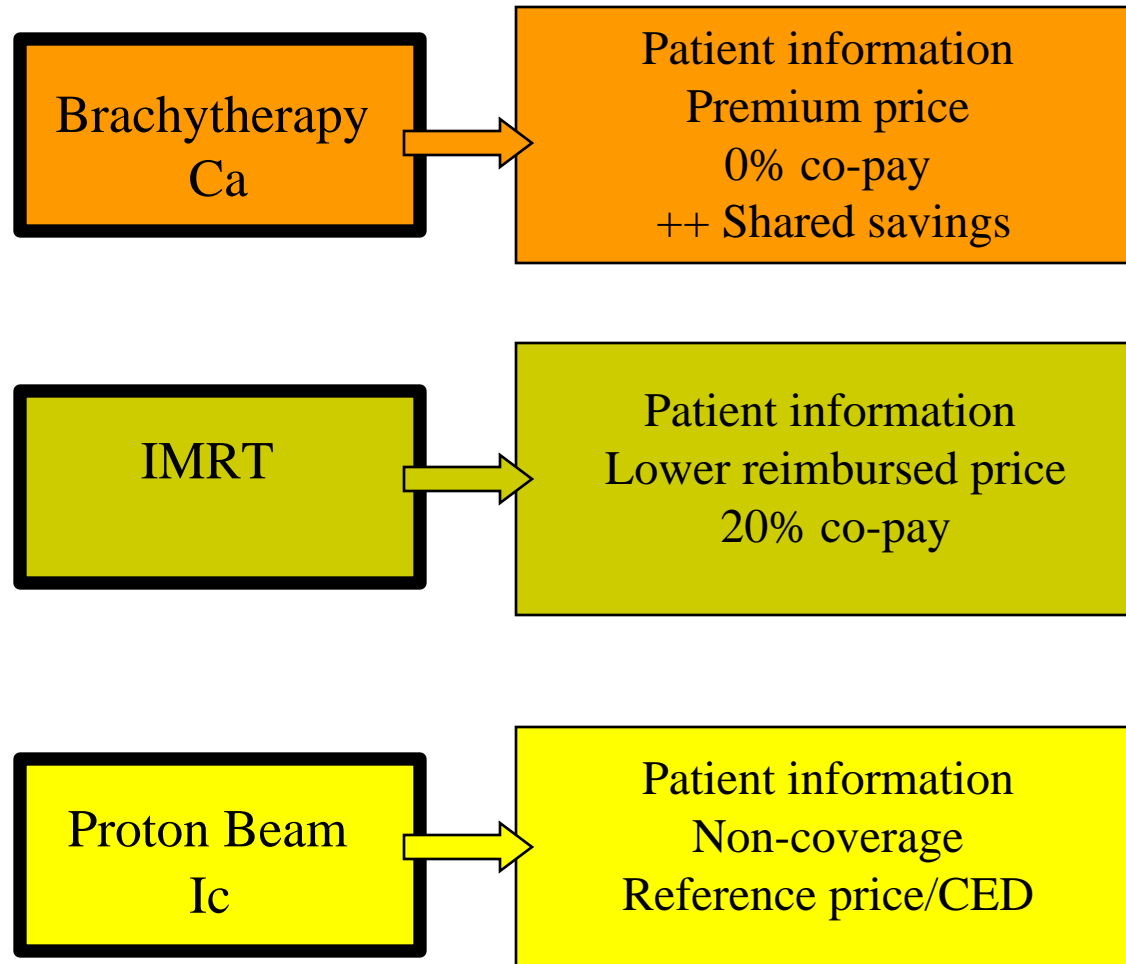 Brachytherapy
Ca
Patient information
Premium price
0% co-pay
++ Shared savings
IMRT
Patient information
Lower reimbursed price
20% co-pay
Proton Beam
Ic
Patient information
Non-coverage
Reference price/CED